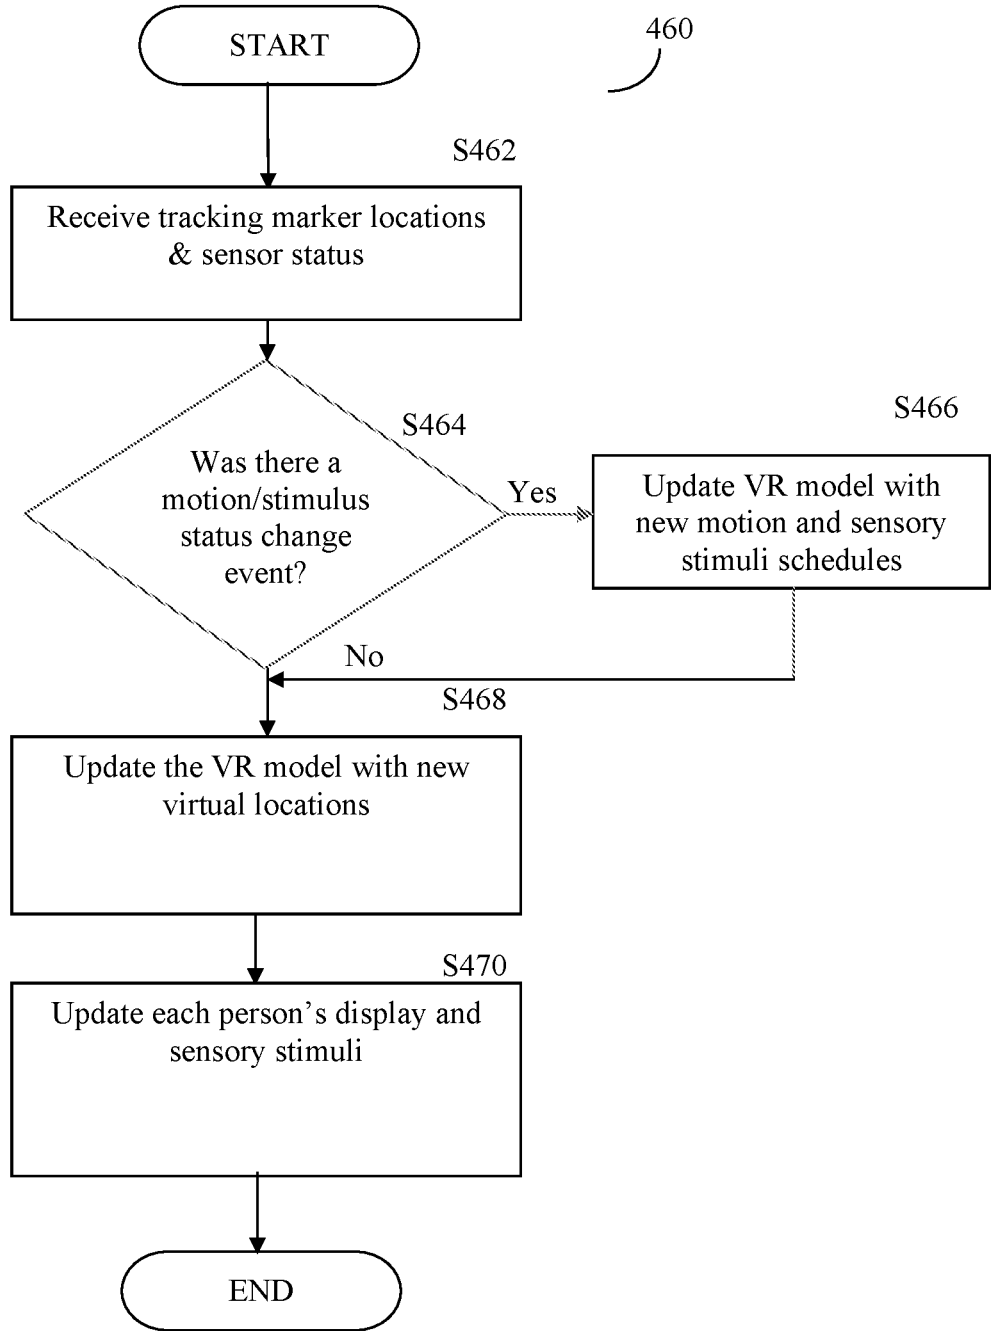 START
460
S462
Receive tracking marker locations
& sensor status
S464
Was there a
motion/stimulus
status change
event?
Yes
S466
Update VR model with
new motion and sensory
stimuli schedules
No
S468
Update the VR model with new
virtual locations
S470
Update each person's display and
sensory stimuli
END